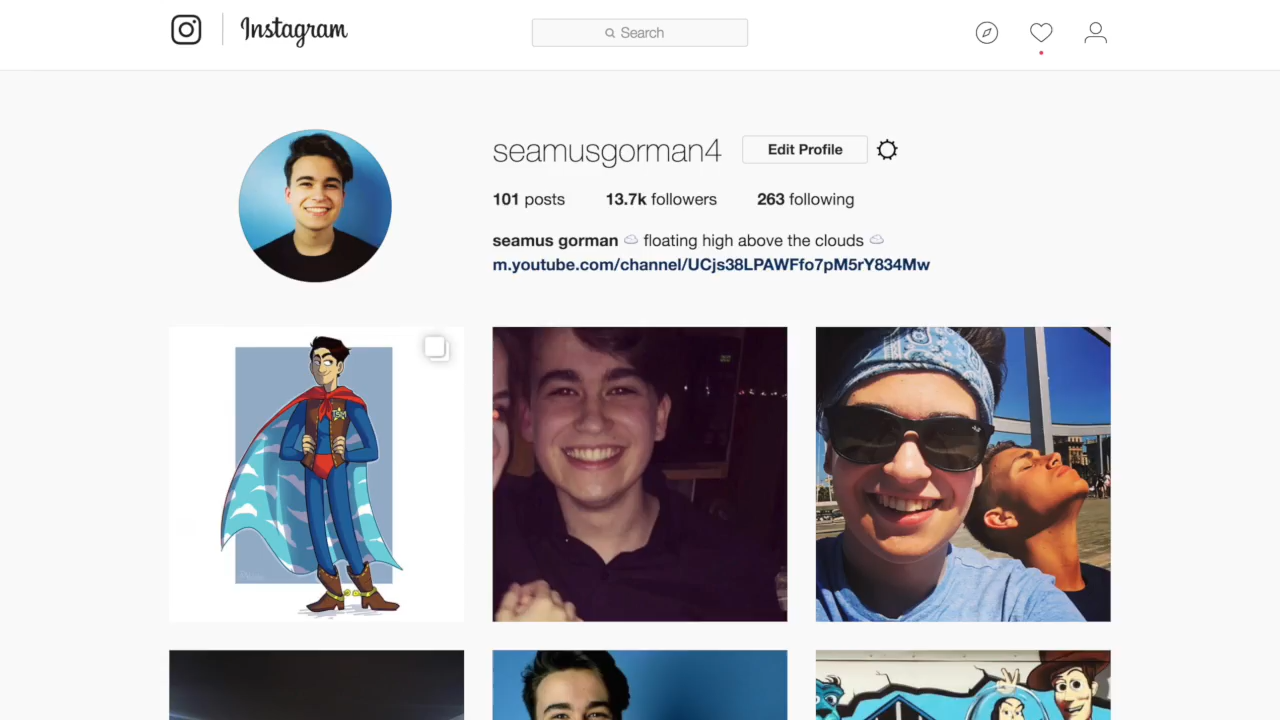 Instagram
Search
seamusgorman4 Edit Profile
101 posts 13.7k followers 263 following
seamus gorman ☁️ floating high above the clouds ☁️
m.youtube.com/channel/UCjs38LPAWFfo7pM5rY834Mw